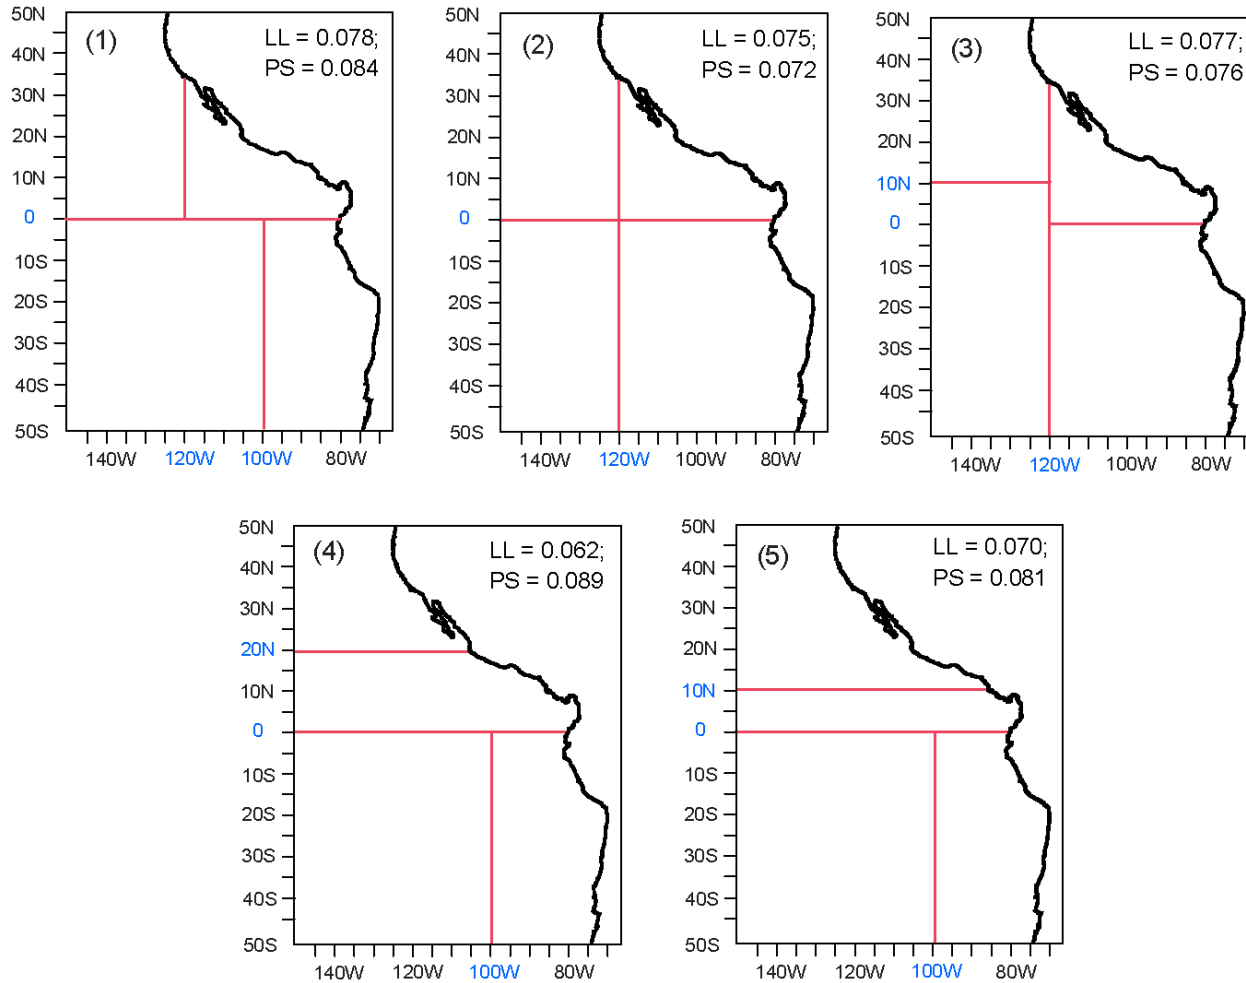 50N
40N
30N
20N
10N
0
10S
20S
30S
40S
50S
(1)
LL = 0.078;
PS = 0.084
140W 120W 100W 80W
50N
40N
30N
20N
10N
0
10S
20S
30S
40S
50S
(2)
LL = 0.075;
PS = 0.072
140W 120W 100W 80W
50N
40N
30N
20N
10N
0
10S
20S
30S
40S
50S
(3)
LL = 0.077;
PS = 0.076
140W 120W 100W 80W
50N
40N
30N
20N
10N
0
10S
20S
30S
40S
50S
(4)
LL = 0.062;
PS = 0.089
140W 120W 100W 80W
50N
40N
30N
20N
10N
0
10S
20S
30S
40S
50S
(5)
LL = 0.070;
PS = 0.081
140W 120W 100W 80W